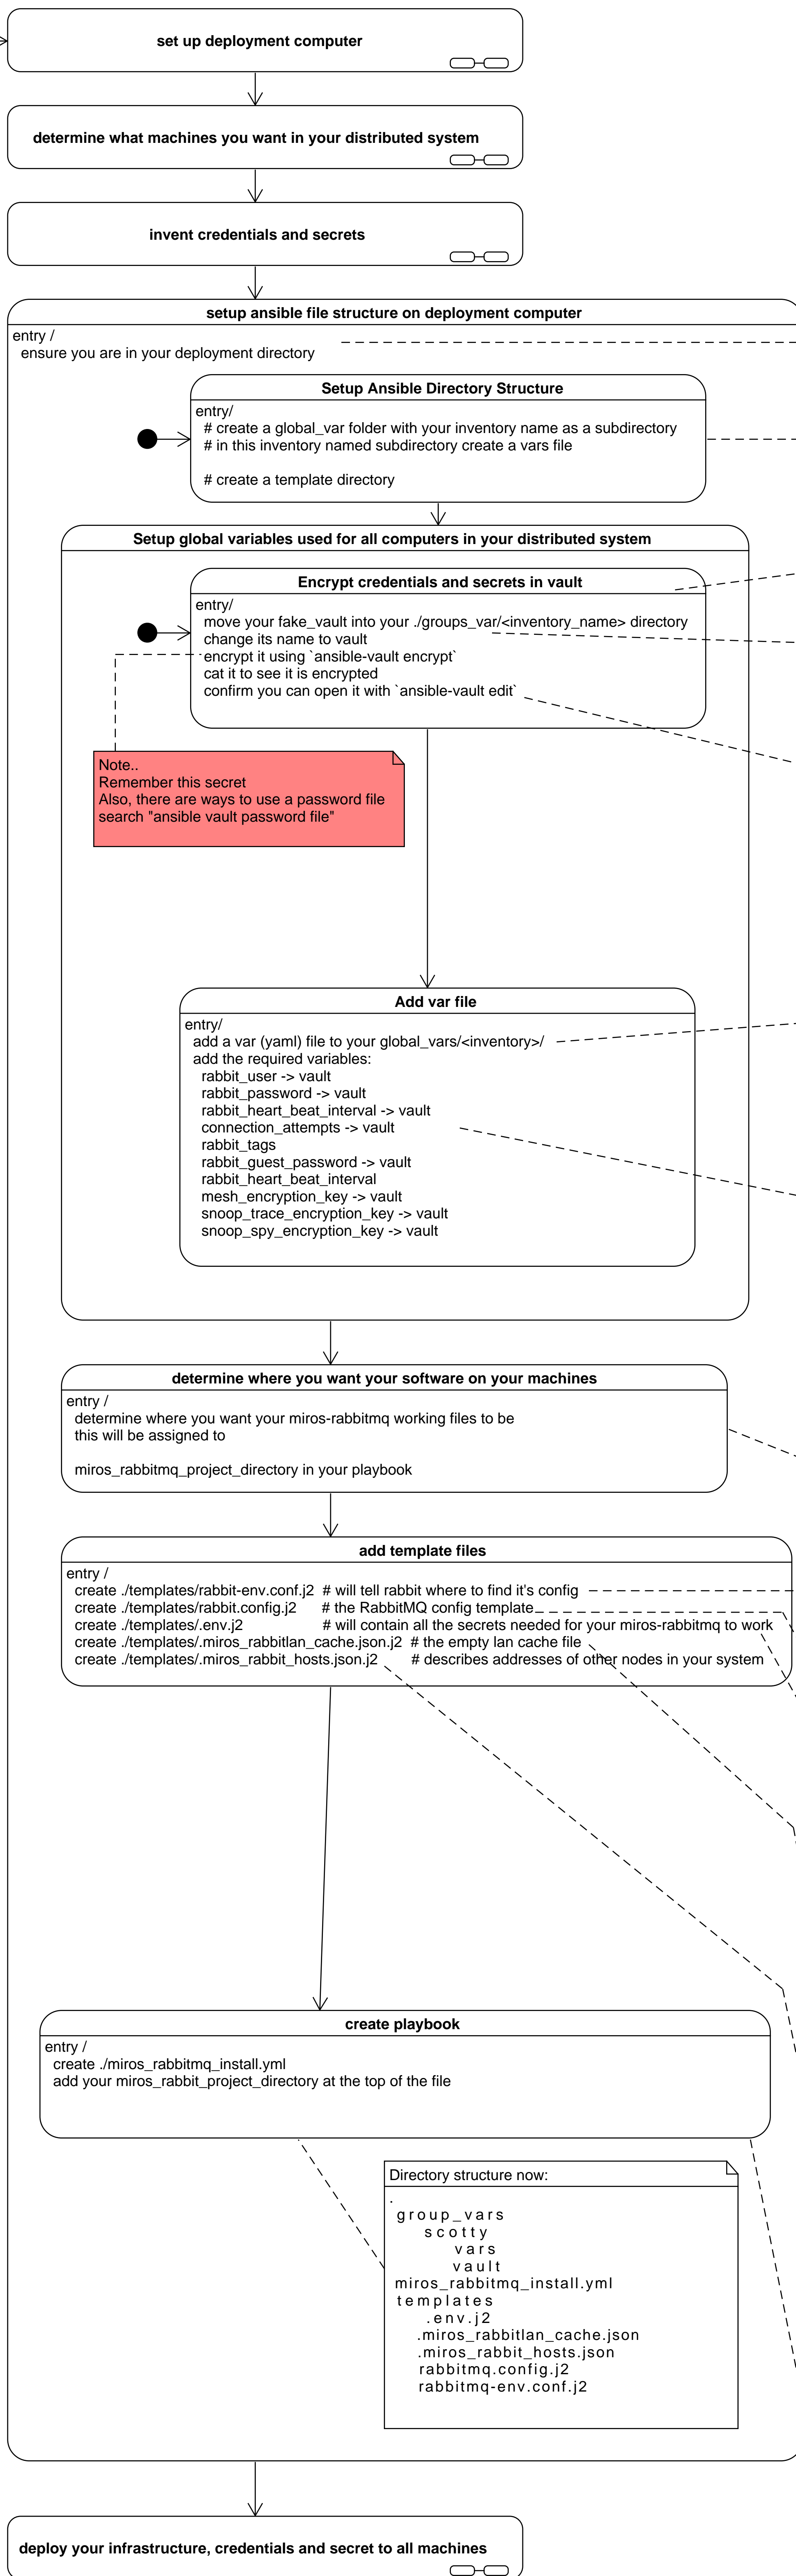 set up deployment computer
determine what machines you want in your distributed system
invent credentials and secrets
setup ansible file structure on deployment computer
entry /
ensure you are in your deployment directory
Setup Ansible Directory Structure
entry/
# create a global_var folder with your inventory name as a subdirectory
# in this inventory named subdirectory create a vars file
# create a template directory
Setup global variables used for all computers in your distributed system
Encrypt credentials and secrets in vault
entry/
move your fake_vault into your ./groups_var/<inventory_name> directory
change its name to vault
encrypt it using `ansible-vault encrypt`
cat it to see it is encrypted
confirm you can open it with `ansible-vault edit`
Note..
Remember this secret
Also, there are ways to use a password file
search "ansible vault password file"
Add var file
entry/
add a var (yaml) file to your global_vars/<inventory>/
add the required variables:
rabbit_user -> vault
rabbit_password -> vault
rabbit_heart_beat_interval -> vault
connection_attempts -> vault
rabbit_tags
rabbit_guest_password -> vault
rabbit_heart_beat_interval
mesh_encryption_key -> vault
snoop_trace_encryption_key -> vault
snoop_spy_encryption_key -> vault
determine where you want your software on your machines
entry /
determine where you want your miros-rabbitmq working files to be
this will be assigned to
miros_rabbitmq_project_directory in your playbook
add template files
entry /
create ./templates/rabbit-env.conf.j2 # will tell rabbit where to find it's config
create ./templates/rabbit.config.j2 # the RabbitMQ config template
create ./templates/.env.j2 # will contain all the secrets needed for your miros-rabbitmq to work
create ./templates/.miros_rabbitlan_cache.json.j2 # the empty lan cache file
create ./templates/.miros_rabbit_hosts.json.j2 # describes addresses of other nodes in your system
create playbook
entry /
create ./miros_rabbitmq_install.yml
add your miros_rabbit_project_directory at the top of the file
Directory structure now:
.
group_vars
scotty
vars
vault
miros_rabbitmq_install.yml
templates
.env.j2
.miros_rabbitlan_cache.json
.miros_rabbit_hosts.json
rabbitmq.config.j2
rabbitmq-env.conf.j2
deploy your infrastructure, credentials and secret to all machines